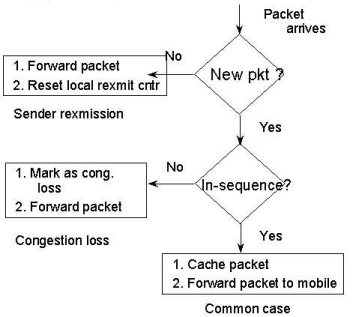 Packet
arrives
No
New pkt ?
1. Forward packet
2. Reset local rexmit cntr
Sender rexmission
Yes
No
In-sequence?
1. Mark as cong.
loss
2. Forward packet
Congestion loss
Yes
1. Cache packet
2. Forward packet to mobile
Common case